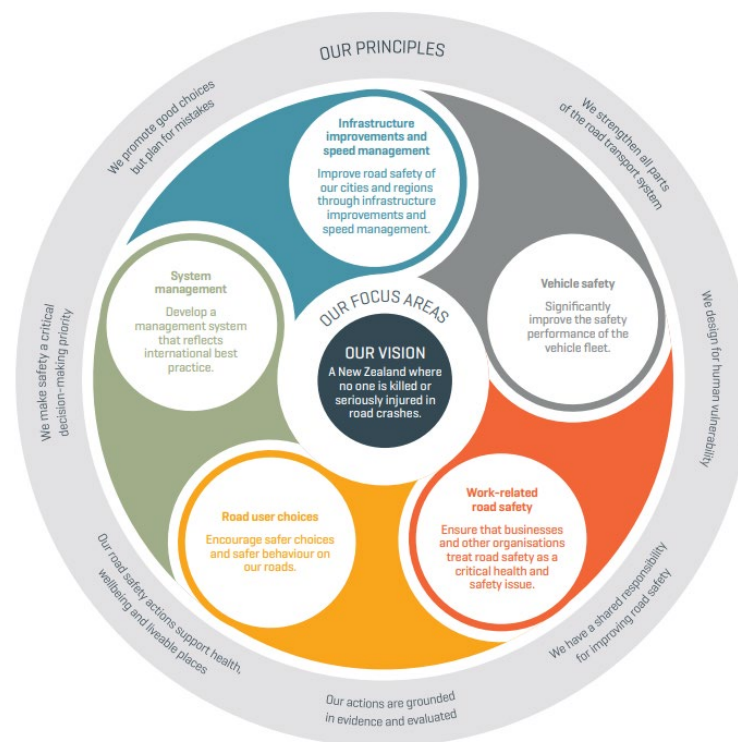 OUR PRINCIPLES
We promote good choices
but plan for mistakes
We strengthen all parts
of the road transport system
We design for human vulnerability
We have a shared responsibility
for improving road safety
Our actions are grounded
in evidence and evaluated
Our road safety actions support health,
wellbeing and liveable places
We make safety a critical
decision-making priority
Infrastructure
improvements and
speed management
Improve road safety of
our cities and regions
through infrastructure
improvements and
speed management.
Vehicle safety
Significantly
improve the safety
performance of the
vehicle fleet.
Work-related
road safety
Ensure that businesses
and other organisations
treat road safety as a
critical health and
safety issue.
Road user choices
Encourage safer choices
and safer behaviour on
our roads.
System
management
Develop a
management system
that reflects
international best
practice.
OUR FOCUS AREAS
OUR VISION
A New Zealand where
no one is killed or
seriously injured in
road crashes.